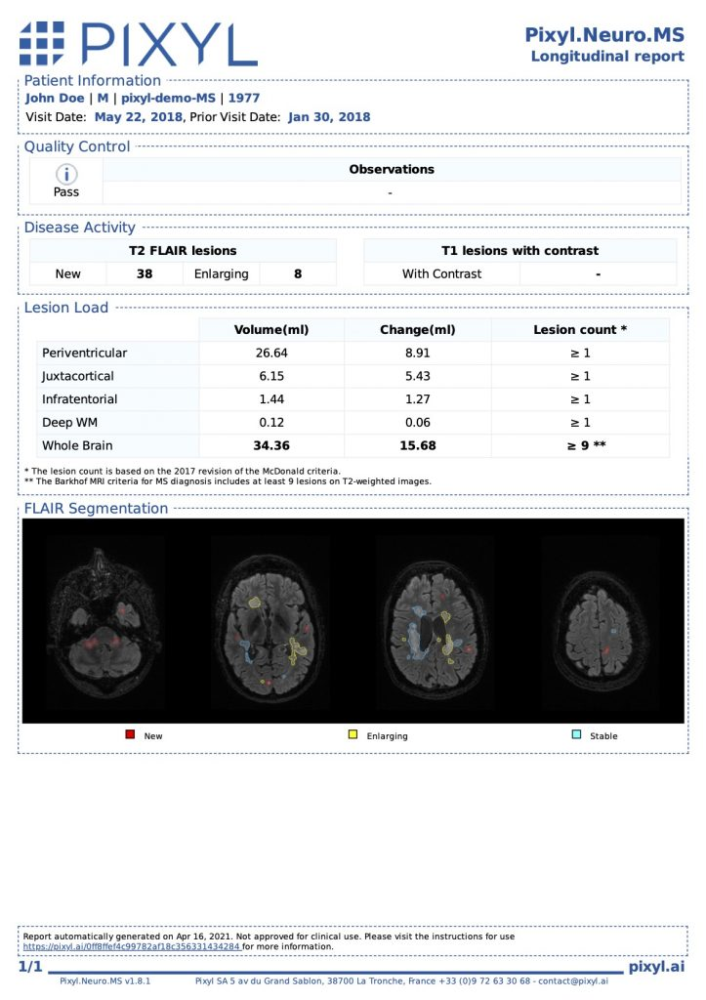 PIXYL
Pixyl.Neuro.MS
Longitudinal report
Patient Information
John Doe | M | pixyl-demo-MS | 1977
Visit Date: May 22, 2018, Prior Visit Date: Jan 30, 2018
Quality Control
i
Pass
Observations
-
Disease Activity
T2 FLAIR lesions
New 38 Enlarging 8
T1 lesions with contrast
With Contrast -
Lesion Load
Volume(ml) Change(ml) Lesion count *
Periventricular 26.64 8.91 ≥ 1
Juxtacortical 6.15 5.43 ≥ 1
Infratentorial 1.44 1.27 ≥ 1
Deep WM 0.12 0.06 ≥ 1
Whole Brain 34.36 15.68 ≥ 9 **
* The lesion count is based on the 2017 revision of the McDonald criteria.
** The Barkhof MRI criteria for MS diagnosis includes at least 9 lesions on T2-weighted images.
FLAIR Segmentation
New Enlarging Stable
Report automatically generated on Apr 16, 2021. Not approved for clinical use. Please visit the instructions for use
https://pixyl.ai/0ff8ffef4c99782af18c356331434284 for more information.
1/1 pixyl.ai
Pixyl.Neuro.MS v1.8.1 Pixyl SA 5 av du Grand Sablon, 38700 La Tronche, France +33 (0)9 72 63 30 68 - contact@pixyl.ai